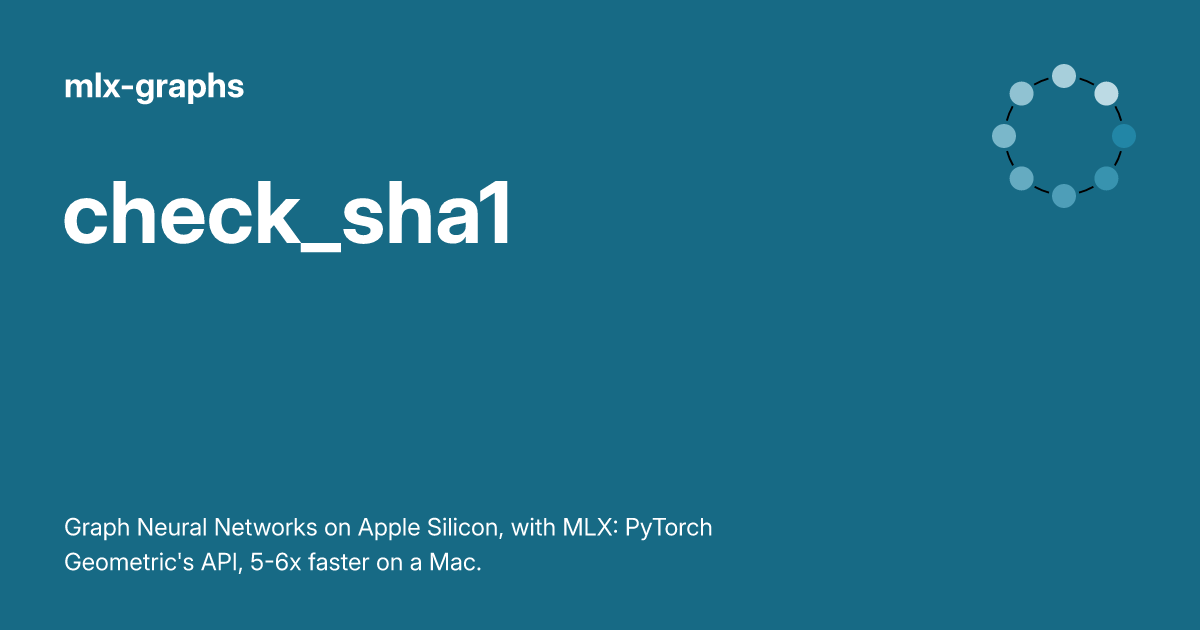 mlx-graphs
check_sha1
Graph Neural Networks on Apple Silicon, with MLX: PyTorch
Geometric's API, 5-6x faster on a Mac.